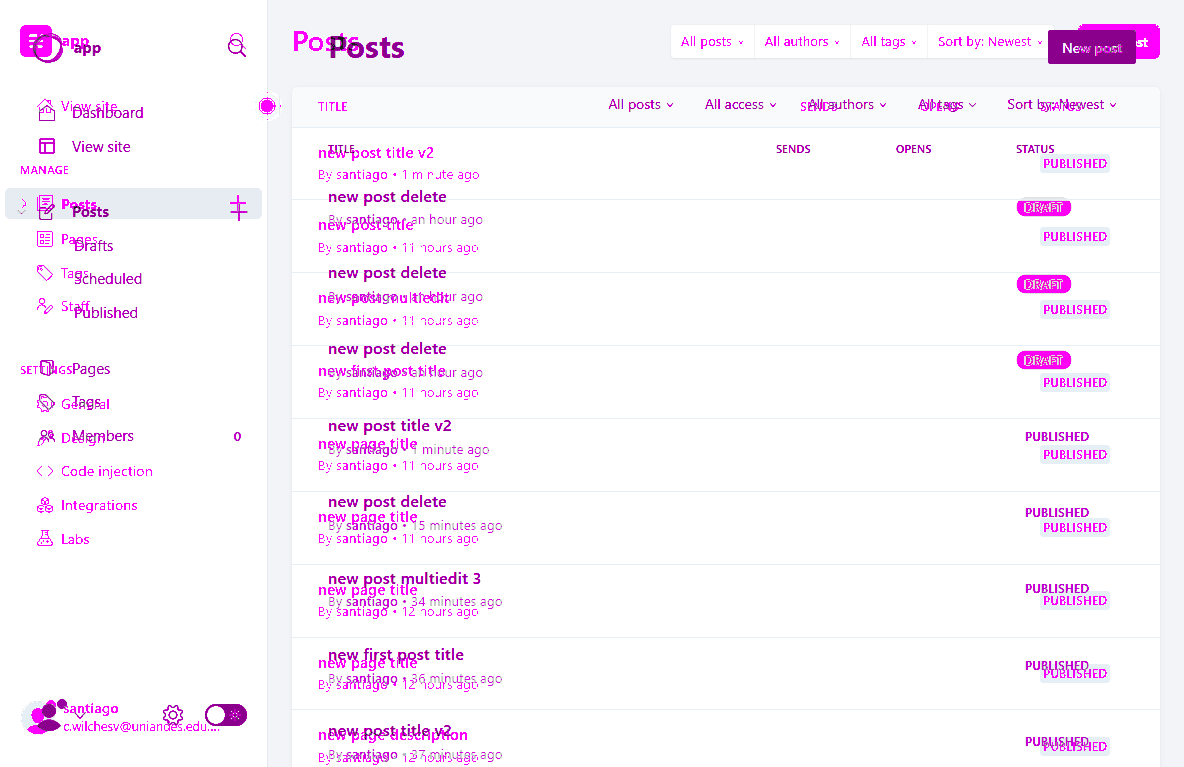 app
app
View site
Dashboard
View site
MANAGE
Posts
Posts
Pages
Drafts
Tags
Scheduled
Staff
Published
SETTINGS
Pages
General
Tags
Design
Members 0
Code injection
Integrations
Labs
santiago
c.wilchesv@uniandes.edu....
Posts
Posts
All posts All authors All tags Sort by: Newest
New post
TITLE SENDS OPENS STATUS
All posts All access All authors All tags Sort by: Newest
TITLE SENDS OPENS STATUS
new post title v2
By santiago • 1 minute ago
PUBLISHED
new post delete
By santiago • an hour ago
DRAFT
new post title
By santiago • 11 hours ago
PUBLISHED
new post delete
By santiago • an hour ago
DRAFT
new post multiedit
By santiago • 11 hours ago
PUBLISHED
new post delete
By santiago • an hour ago
DRAFT
new first post title
By santiago • 11 hours ago
PUBLISHED
new post title v2
By santiago • 1 minute ago
PUBLISHED
new page title
By santiago • 11 hours ago
PUBLISHED
new post delete
By santiago • 15 minutes ago
PUBLISHED
new page title
By santiago • 11 hours ago
PUBLISHED
new post multiedit 3
By santiago • 34 minutes ago
PUBLISHED
new page title
By santiago • 12 hours ago
PUBLISHED
new first post title
By santiago • 36 minutes ago
PUBLISHED
new page title
By santiago • 12 hours ago
PUBLISHED
new post title v2
By santiago • 37 minutes ago
PUBLISHED
new page description
By santiago • 12 hours ago
PUBLISHED